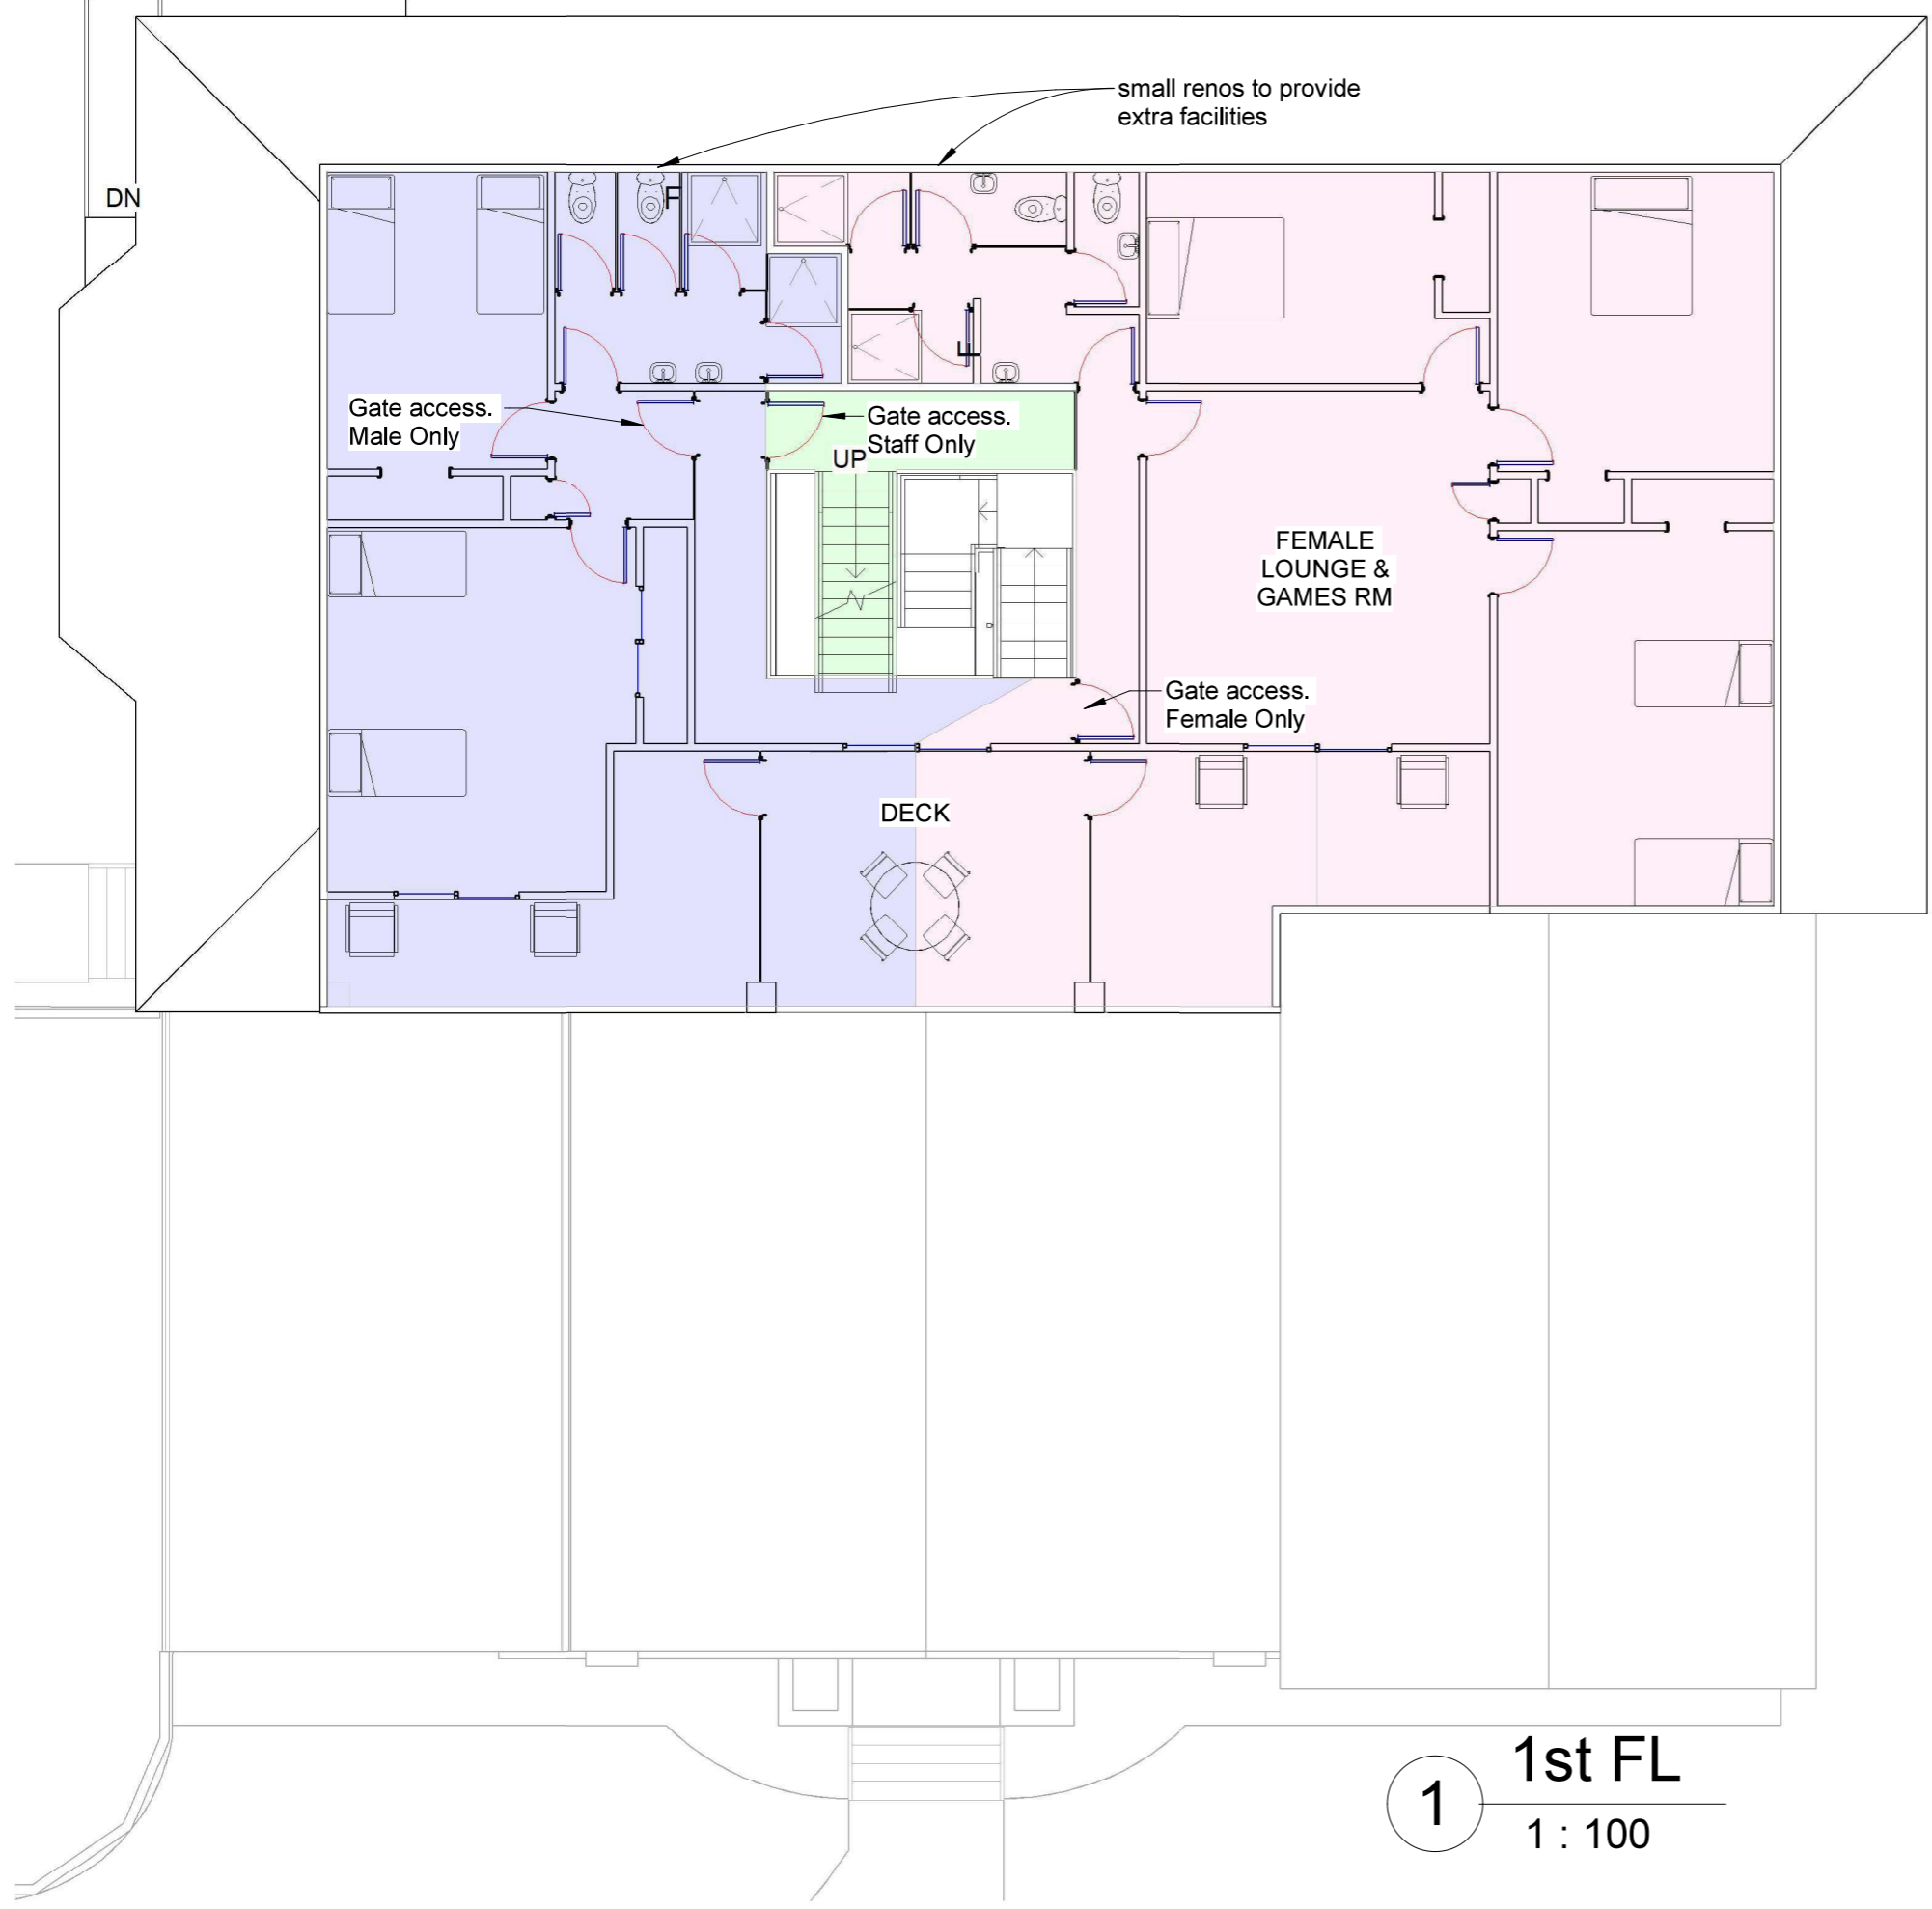 small renos to provide
extra facilities
DN
F
F
Gate access.
Male Only
Gate access.
Staff Only
UP
FEMALE
LOUNGE &
GAMES RM
Gate access.
Female Only
DECK
1
1st FL
1 : 100